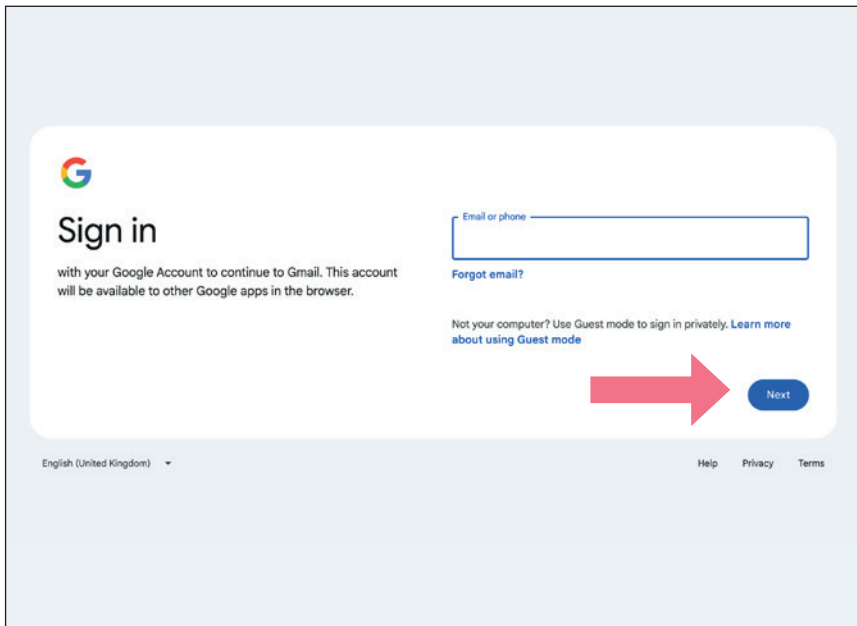 Sign in
with your Google Account to continue to Gmail. This account
will be available to other Google apps in the browser.
Email or phone
Forgot email?
Not your computer? Use Guest mode to sign in privately. Learn more
about using Guest mode
Next
English (United Kingdom)
Help Privacy Terms